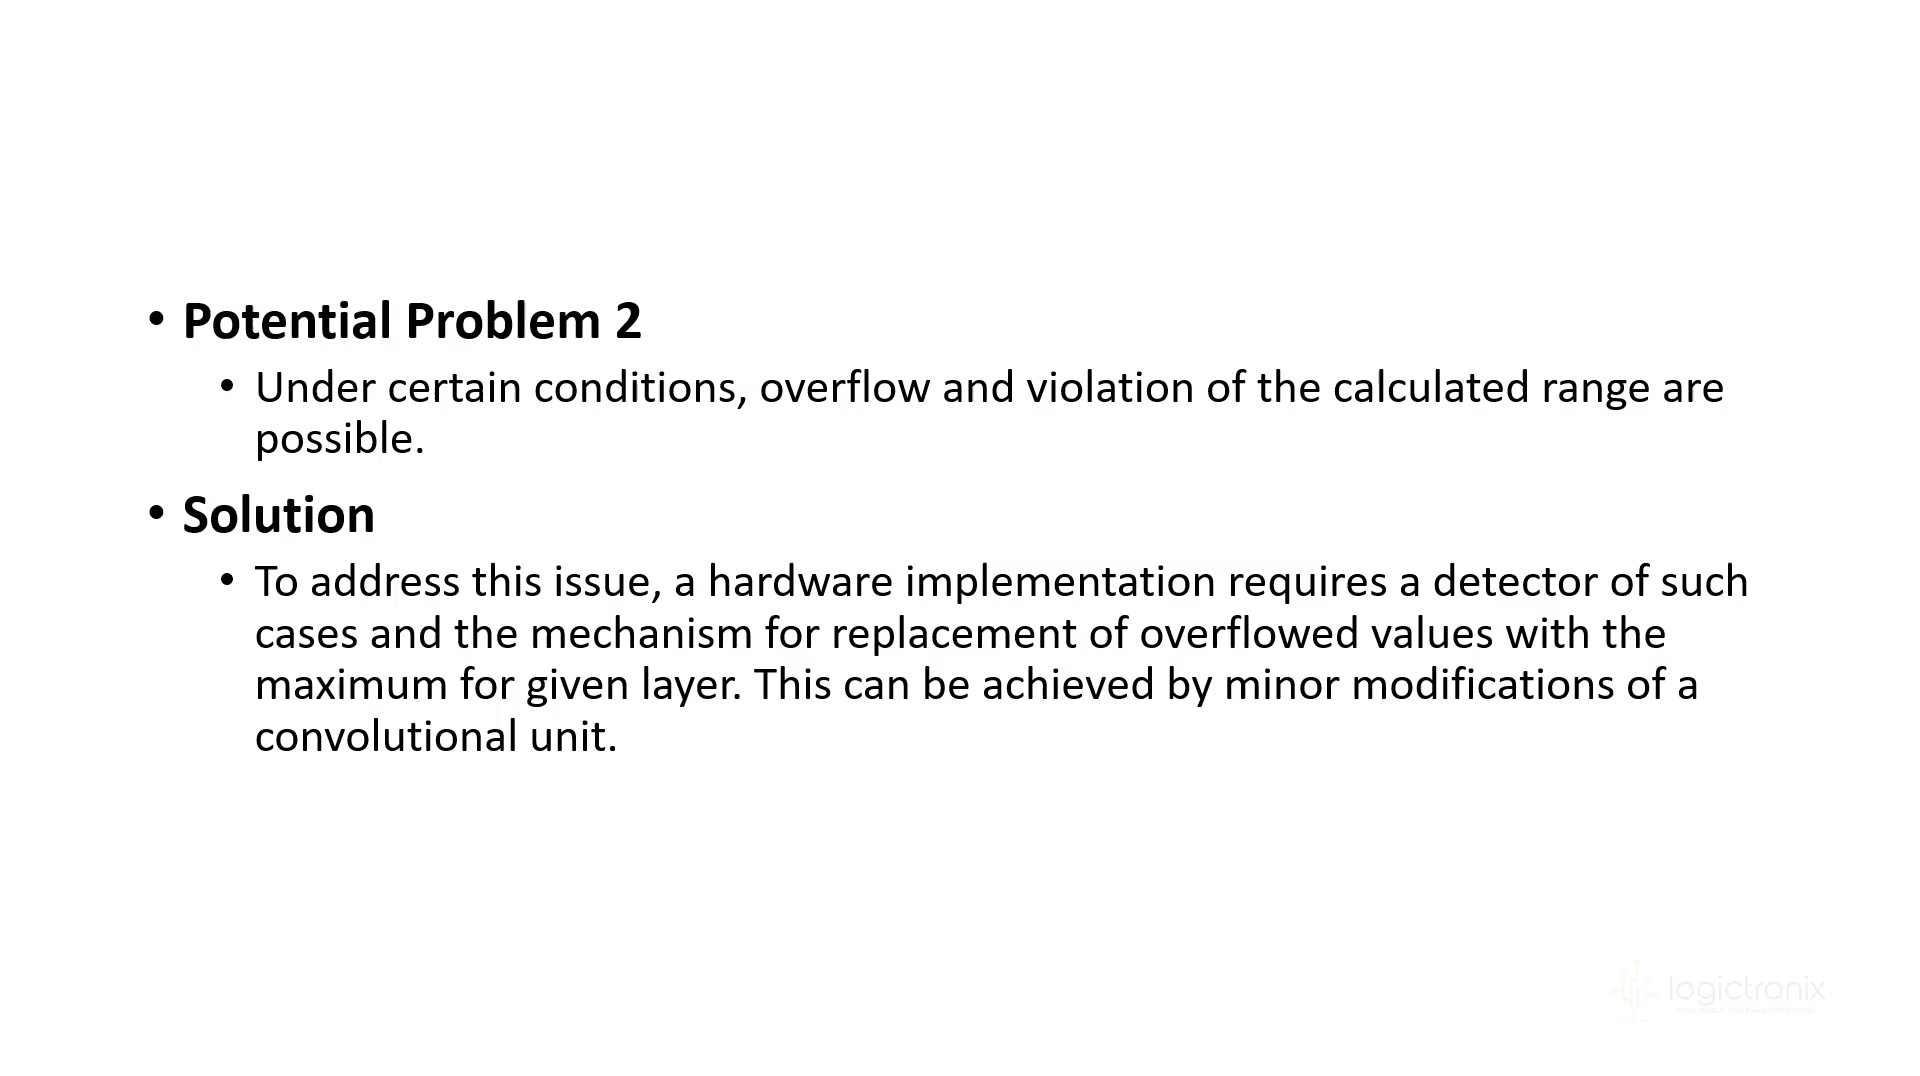 • Potential Problem 2
• Under certain conditions, overflow and violation of the calculated range are
possible.
• Solution
• To address this issue, a hardware implementation requires a detector of such
cases and the mechanism for replacement of overflowed values with the
maximum for given layer. This can be achieved by minor modifications of a
convolutional unit.
logictronix